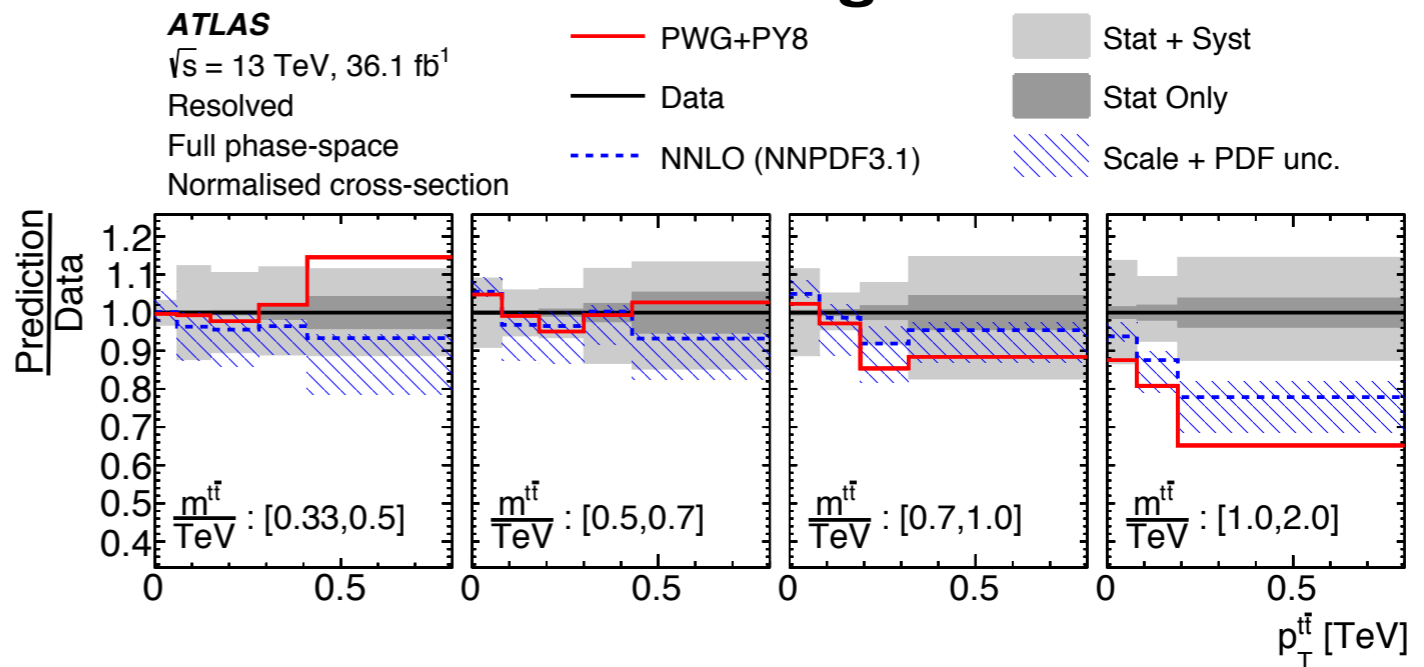 g
ATLAS
√s = 13 TeV, 36.1 fb⁻¹
Resolved
Full phase-space
Normalised cross-section
PWG+PY8
Data
NNLO (NNPDF3.1)
Stat + Syst
Stat Only
Scale + PDF unc.
Prediction
Data
1.2
1.1
1.0
0.9
0.8
0.7
0.6
0.5
0.4
m^{tt̄}/TeV : [0.33,0.5]
m^{tt̄}/TeV : [0.5,0.7]
m^{tt̄}/TeV : [0.7,1.0]
m^{tt̄}/TeV : [1.0,2.0]
0 0.5 0 0.5 0 0.5 0 0.5
p_T^{tt̄} [TeV]